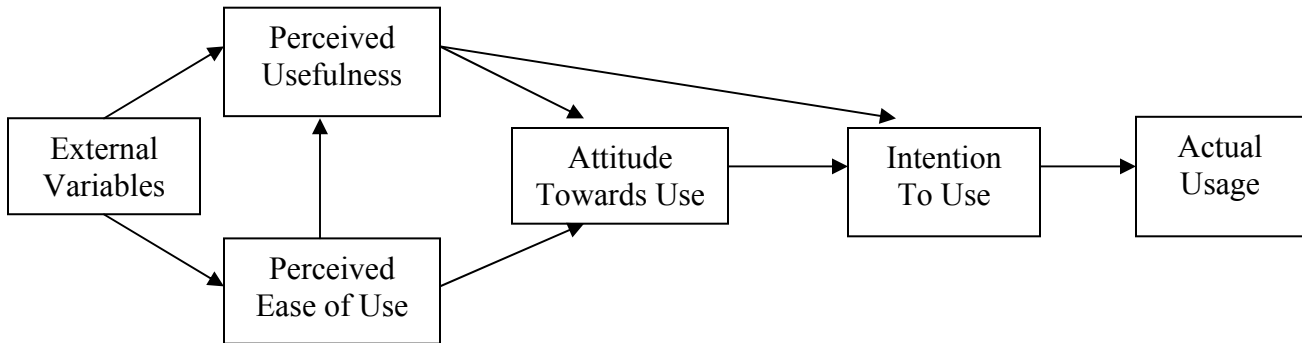 Perceived
Usefulness
External
Variables
Perceived
Ease of Use
Attitude
Towards Use
Intention
To Use
Actual
Usage